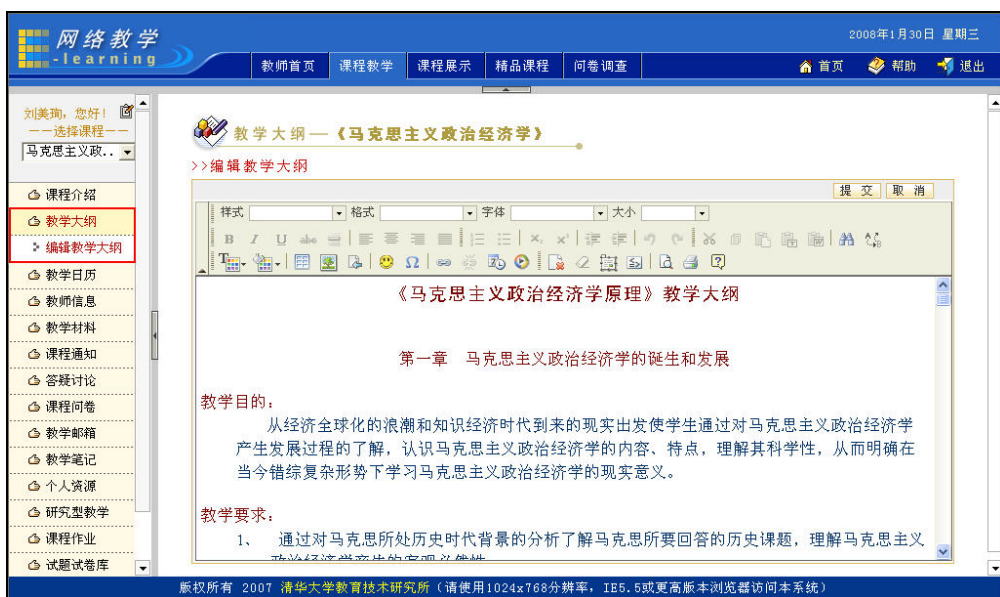 网络教学
-learning
2008年1月30日 星期三
教师首页 课程教学 课程展示 精品课程 问卷调查 首页 帮助 退出
刘美珣,您好!
——选择课程——
马克思主义政..
课程介绍
教学大纲
编辑教学大纲
教学日历
教师信息
教学材料
课程通知
答疑讨论
课程问卷
教学邮箱
教学笔记
个人资源
研究型教学
课程作业
试题试卷库
教学大纲—《马克思主义政治经济学》
>>编辑教学大纲
提 交 取 消
样式 格式 字体 大小
B I U abc
《马克思主义政治经济学原理》教学大纲
第一章 马克思主义政治经济学的诞生和发展
教学目的:
从经济全球化的浪潮和知识经济时代到来的现实出发使学生通过对马克思主义政治经济学
产生发展过程的了解,认识马克思主义政治经济学的内容、特点,理解其科学性,从而明确在
当今错综复杂形势下学习马克思主义政治经济学的现实意义。
教学要求:
1、 通过对马克思所处历史时代背景的分析了解马克思所要回答的历史课题,理解马克思主义
版权所有 2007 清华大学教育技术研究所(请使用1024x768分辨率,IE5.5或更高版本浏览器访问本系统)